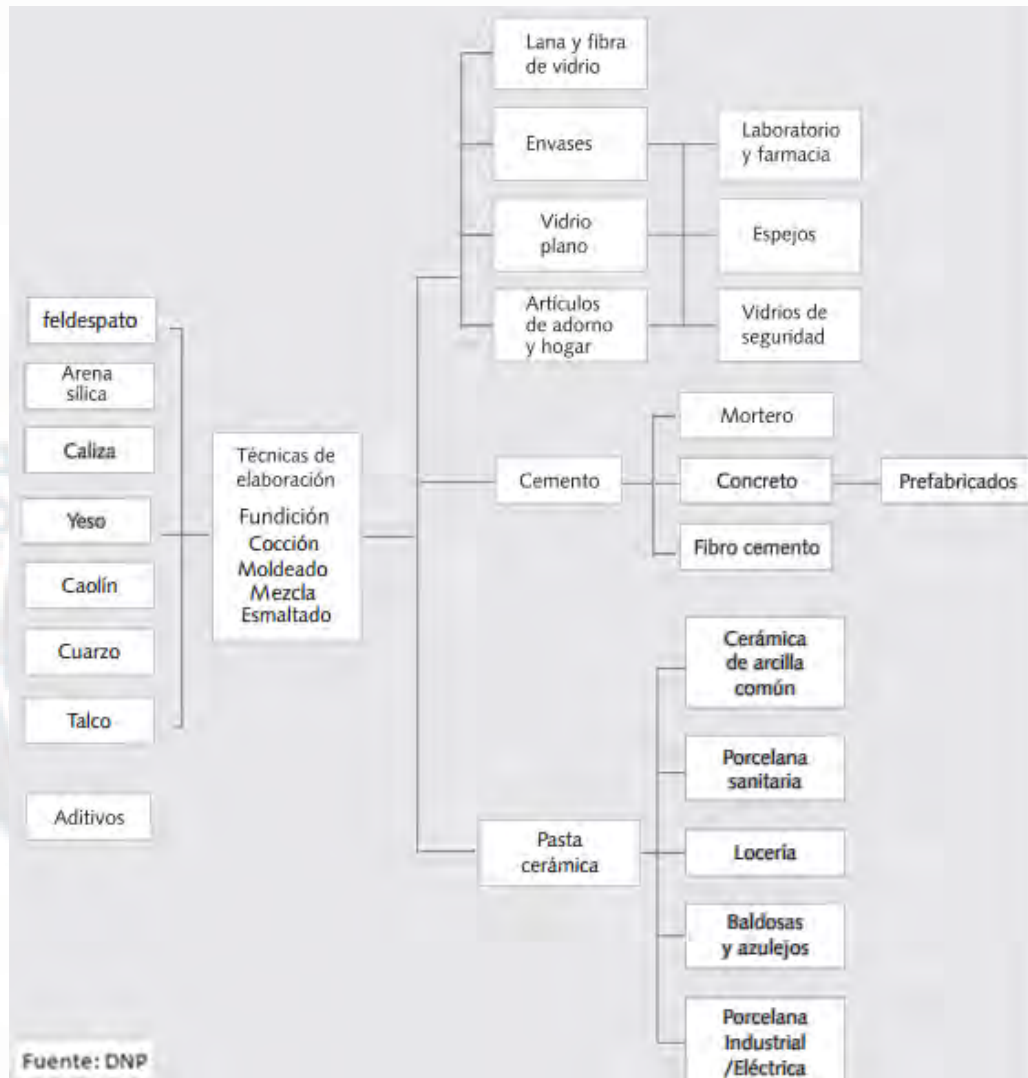 feldespato
Arena
sílica
Caliza
Yeso
Caolín
Cuarzo
Talco
Aditivos
Técnicas de
elaboración
Fundición
Cocción
Moldeado
Mezcla
Esmaltado
Lana y fibra
de vidrio
Envases
Vidrio
plano
Artículos
de adorno
y hogar
Laboratorio
y farmacia
Espejos
Vidrios de
seguridad
Cemento
Mortero
Concreto
Fibro cemento
Prefabricados
Pasta
cerámica
Cerámica
de arcilla
común
Porcelana
sanitaria
Locería
Baldosas
y azulejos
Porcelana
Industrial
/Eléctrica
Fuente: DNP